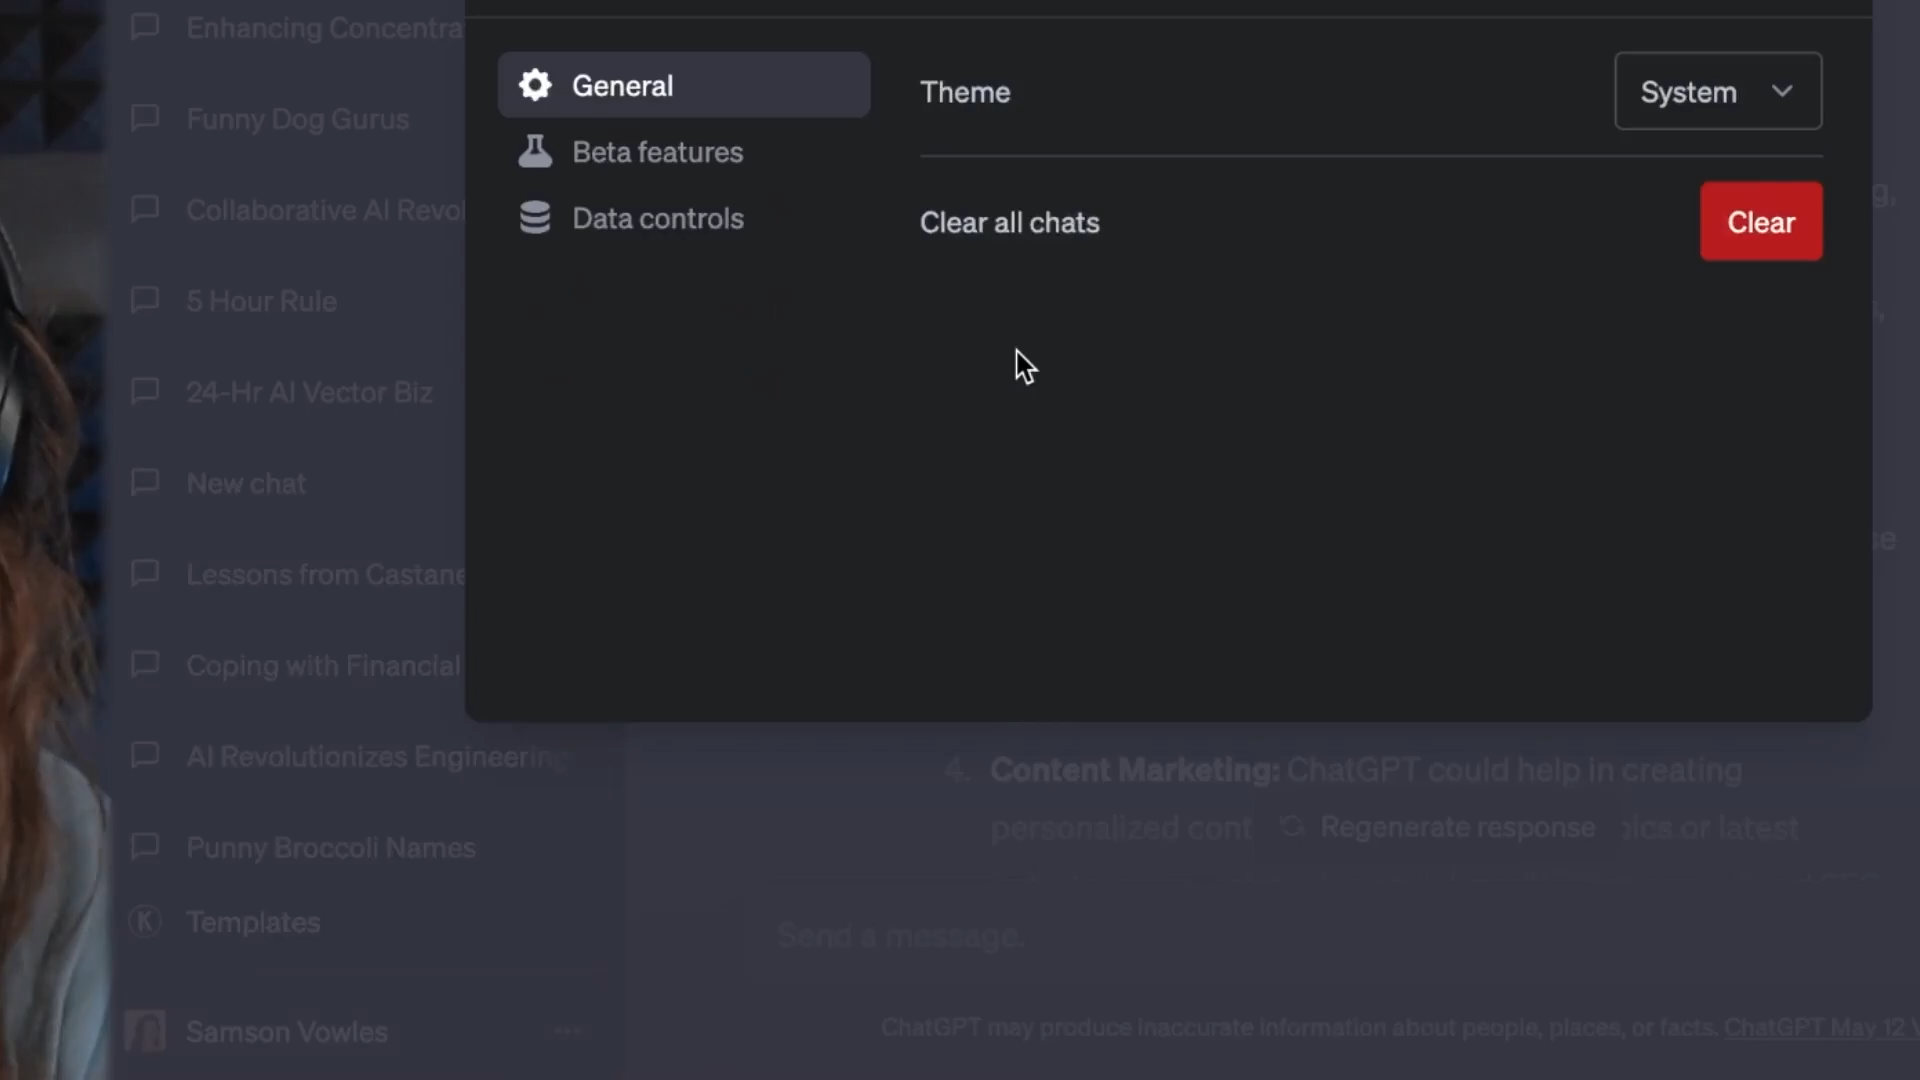 Enhancing Concentra
Funny Dog Gurus
Collaborative AI Revol
5 Hour Rule
24-Hr AI Vector Biz
New chat
Lessons from Castane
Coping with Financial
AI Revolutionizes Engineering
Punny Broccoli Names
Templates
Samson Vowles
General
Beta features
Data controls
Theme
System
Clear all chats
Clear
4. Content Marketing: ChatGPT could help in creating
personalized cont
Regenerate response
pics or latest
Send a message.
ChatGPT may produce inaccurate information about people, places, or facts. ChatGPT May 12 V